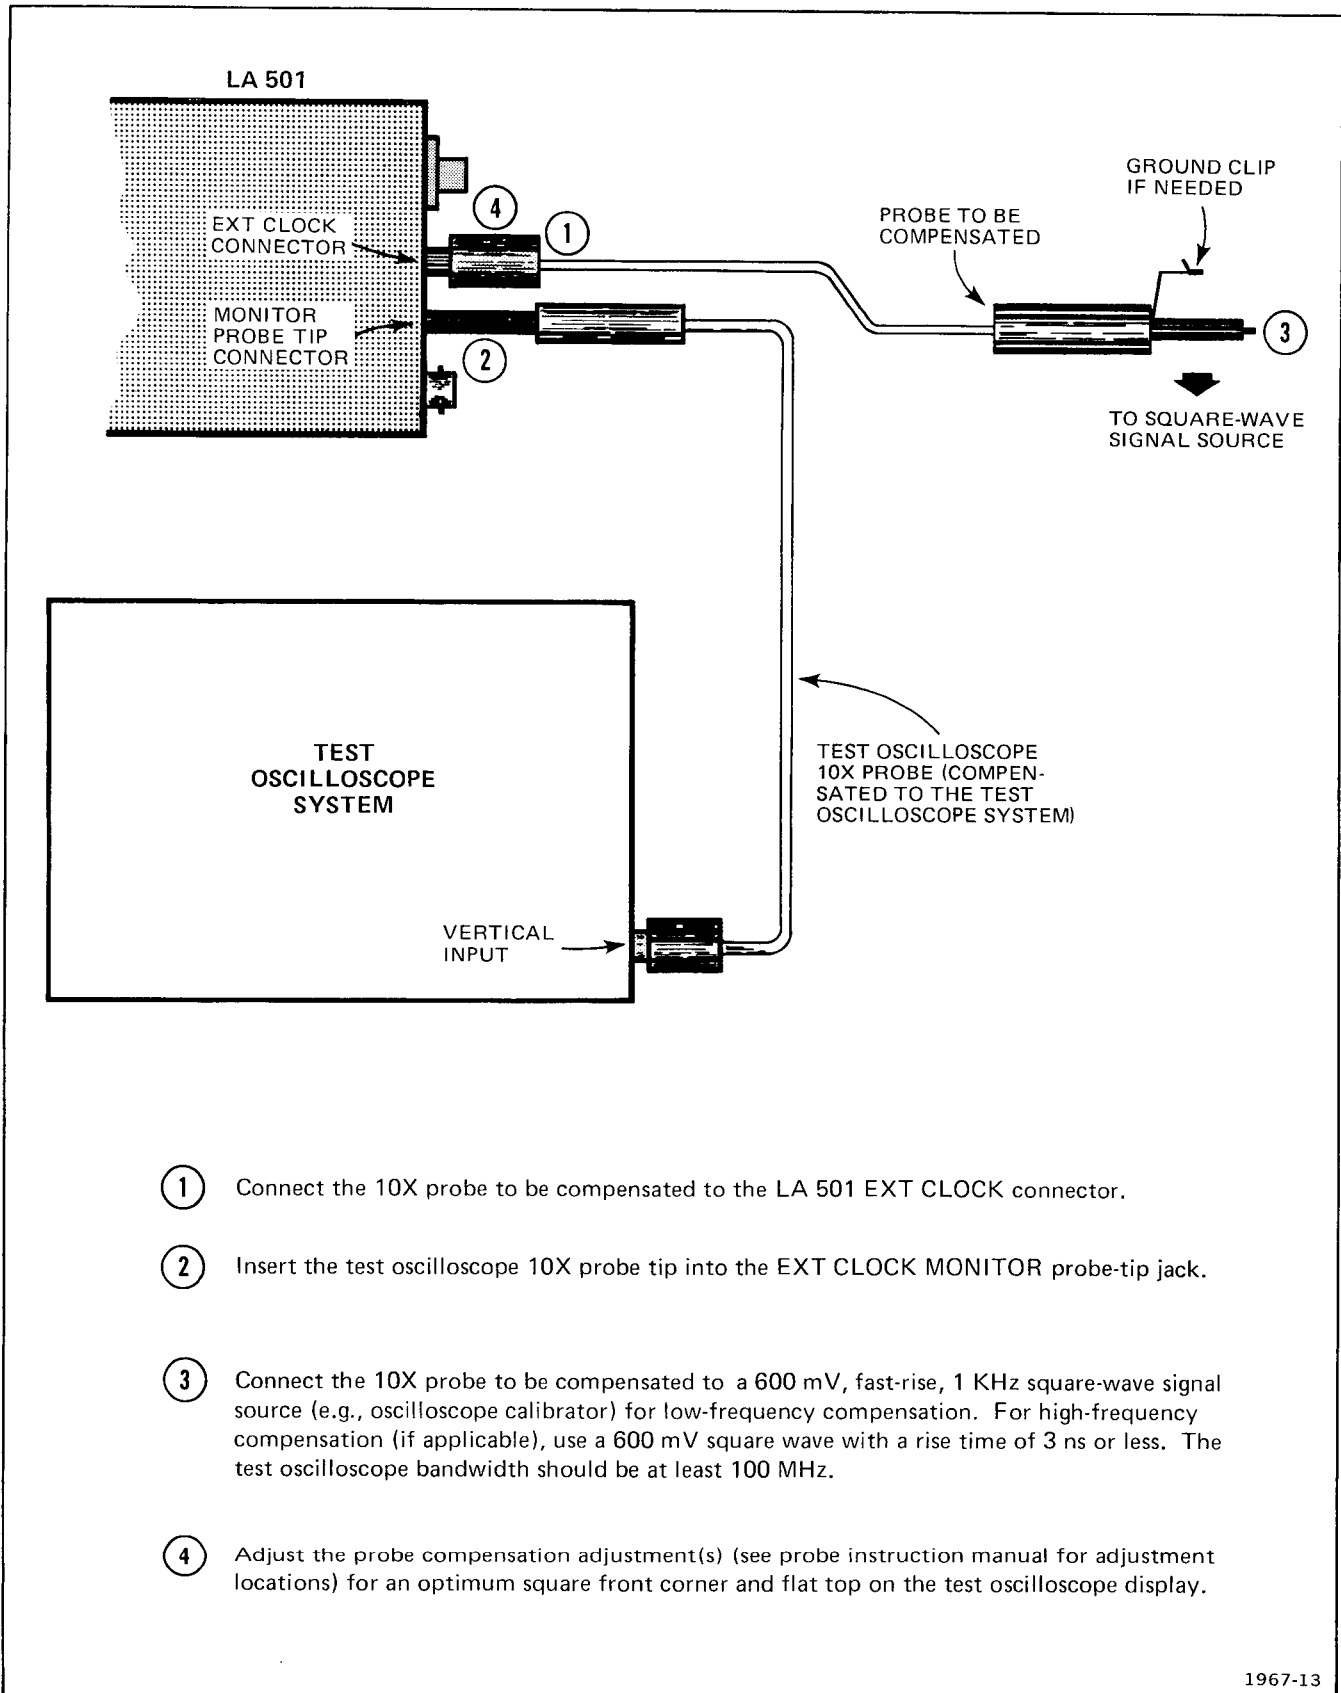 LA 501
GROUND CLIP
IF NEEDED
4
1
EXT CLOCK
CONNECTOR
PROBE TO BE
COMPENSATED
MONITOR
PROBE TIP
CONNECTOR
2
3
TO SQUARE-WAVE
SIGNAL SOURCE
TEST
OSCILLOSCOPE
SYSTEM
TEST OSCILLOSCOPE
10X PROBE (COMPEN-
SATED TO THE TEST
OSCILLOSCOPE SYSTEM)
VERTICAL
INPUT
1 Connect the 10X probe to be compensated to the LA 501 EXT CLOCK connector.
2 Insert the test oscilloscope 10X probe tip into the EXT CLOCK MONITOR probe-tip jack.
3 Connect the 10X probe to be compensated to a 600 mV, fast-rise, 1 KHz square-wave signal
source (e.g., oscilloscope calibrator) for low-frequency compensation. For high-frequency
compensation (if applicable), use a 600 mV square wave with a rise time of 3 ns or less. The
test oscilloscope bandwidth should be at least 100 MHz.
4 Adjust the probe compensation adjustment(s) (see probe instruction manual for adjustment
locations) for an optimum square front corner and flat top on the test oscilloscope display.
1967-13